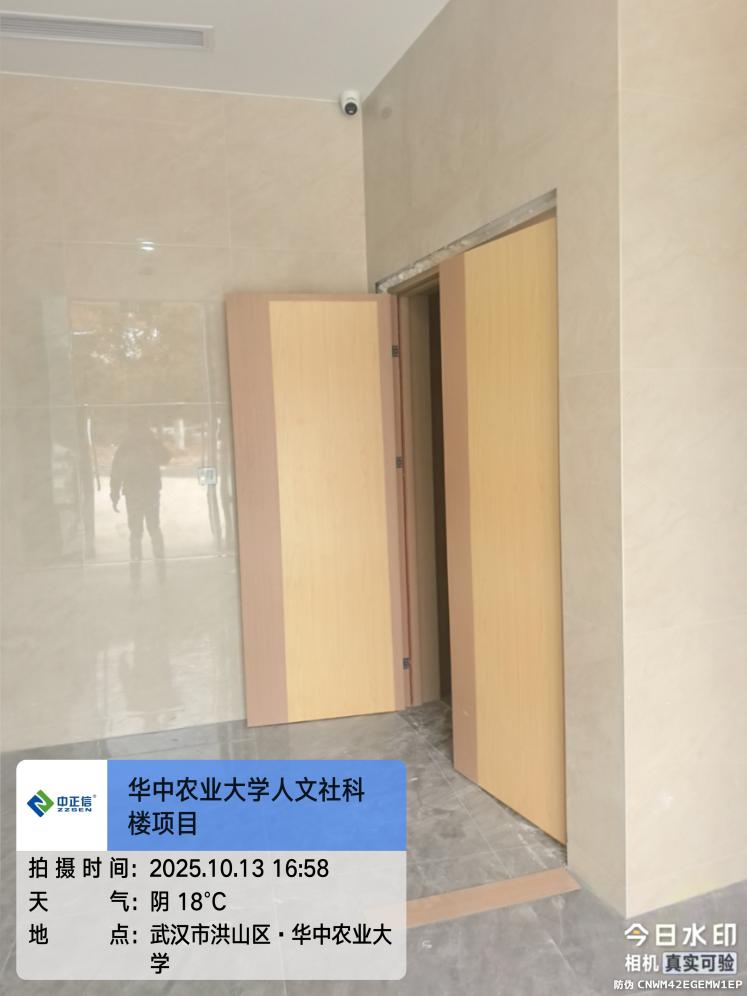 中正信
ZZSEN
华中农业大学人文社科
楼项目
拍摄时间：2025.10.13 16:58
天气：阴 18℃
地点：武汉市洪山区·华中农业大
学
今日水印
相机 真实可验
防伪 CNWM42EGEMW1EP